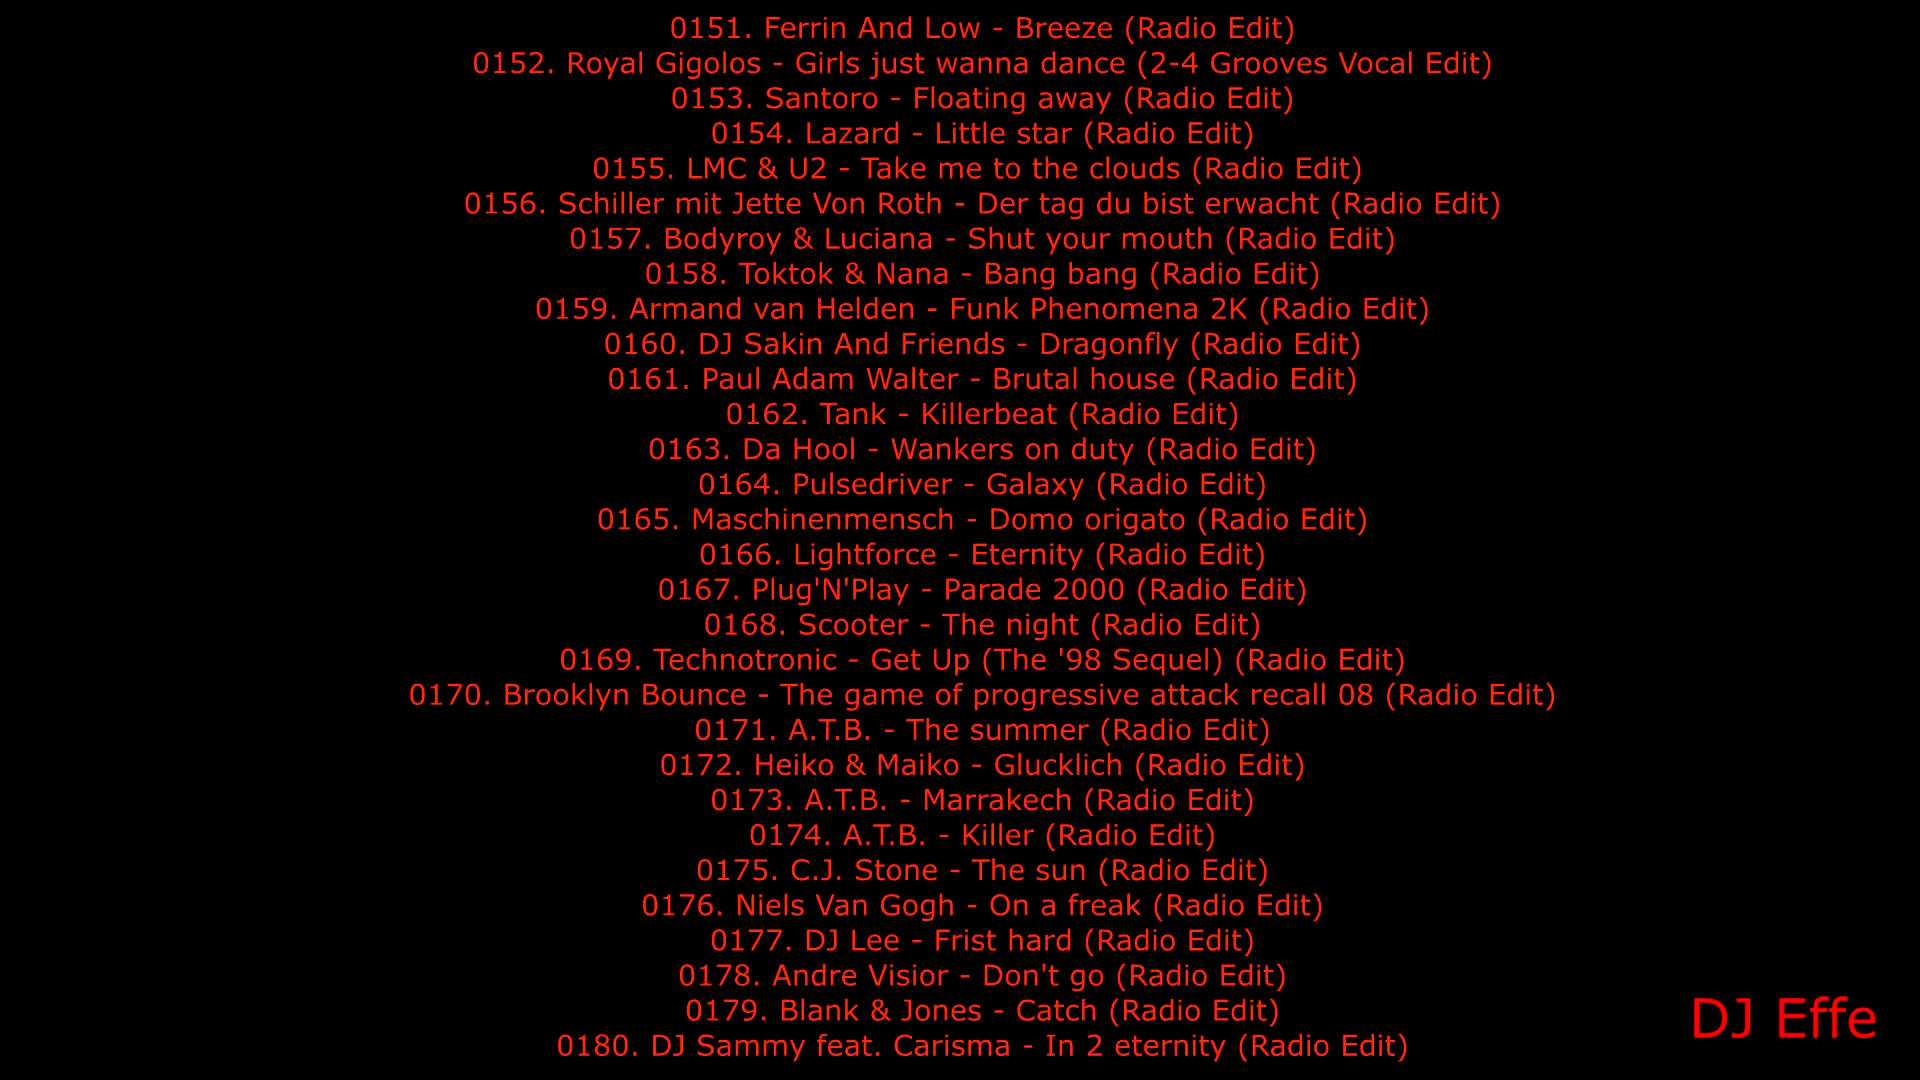 0151. Ferrin And Low - Breeze (Radio Edit)
0152. Royal Gigolos - Girls just wanna dance (2-4 Grooves Vocal Edit)
0153. Santoro - Floating away (Radio Edit)
0154. Lazard - Little star (Radio Edit)
0155. LMC & U2 - Take me to the clouds (Radio Edit)
0156. Schiller mit Jette Von Roth - Der tag du bist erwacht (Radio Edit)
0157. Bodyroy & Luciana - Shut your mouth (Radio Edit)
0158. Toktok & Nana - Bang bang (Radio Edit)
0159. Armand van Helden - Funk Phenomena 2K (Radio Edit)
0160. DJ Sakin And Friends - Dragonfly (Radio Edit)
0161. Paul Adam Walter - Brutal house (Radio Edit)
0162. Tank - Killerbeat (Radio Edit)
0163. Da Hool - Wankers on duty (Radio Edit)
0164. Pulsedriver - Galaxy (Radio Edit)
0165. Maschinenmensch - Domo origato (Radio Edit)
0166. Lightforce - Eternity (Radio Edit)
0167. Plug'N'Play - Parade 2000 (Radio Edit)
0168. Scooter - The night (Radio Edit)
0169. Technotronic - Get Up (The '98 Sequel) (Radio Edit)
0170. Brooklyn Bounce - The game of progressive attack recall 08 (Radio Edit)
0171. A.T.B. - The summer (Radio Edit)
0172. Heiko & Maiko - Glucklich (Radio Edit)
0173. A.T.B. - Marrakech (Radio Edit)
0174. A.T.B. - Killer (Radio Edit)
0175. C.J. Stone - The sun (Radio Edit)
0176. Niels Van Gogh - On a freak (Radio Edit)
0177. DJ Lee - Frist hard (Radio Edit)
0178. Andre Visior - Don't go (Radio Edit)
0179. Blank & Jones - Catch (Radio Edit)
0180. DJ Sammy feat. Carisma - In 2 eternity (Radio Edit)
DJ Effe